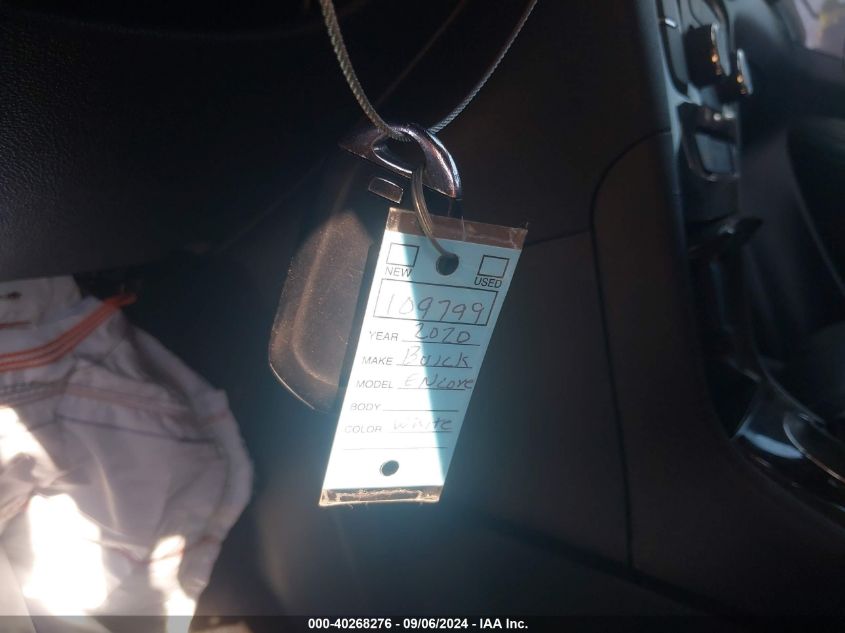 NEW USED
109799
YEAR 2020
MAKE Buick
MODEL ENcore
BODY
COLOR White
000-40268276 - 09/06/2024 - IAA Inc.